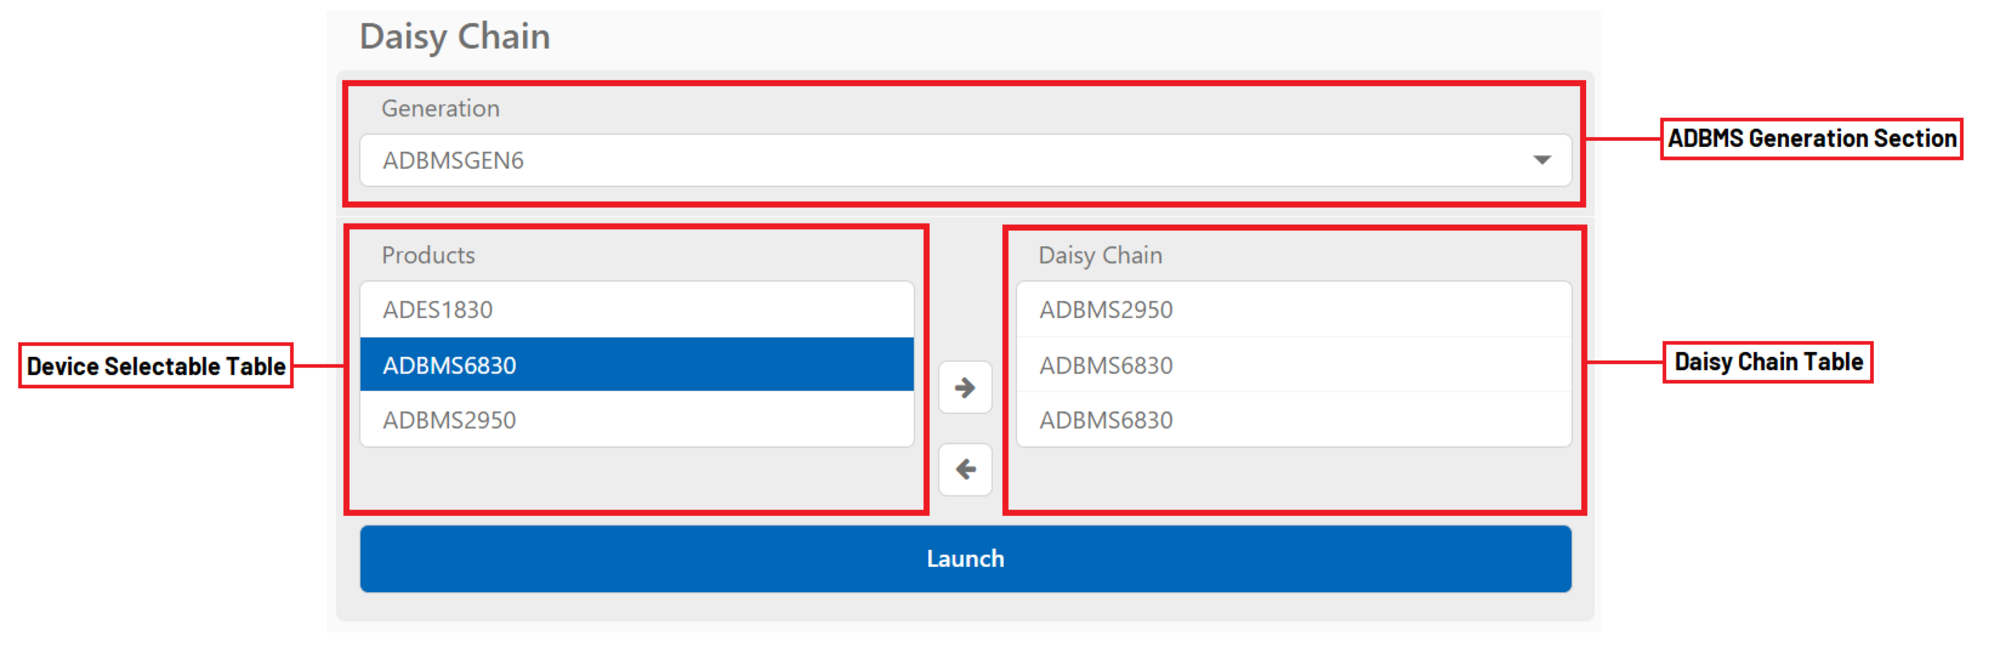 Daisy Chain
Generation
ADBMSGEN6
ADBMS Generation Section
Products
ADES1830
ADBMS6830
ADBMS2950
Device Selectable Table
Daisy Chain
ADBMS2950
ADBMS6830
ADBMS6830
Daisy Chain Table
Launch